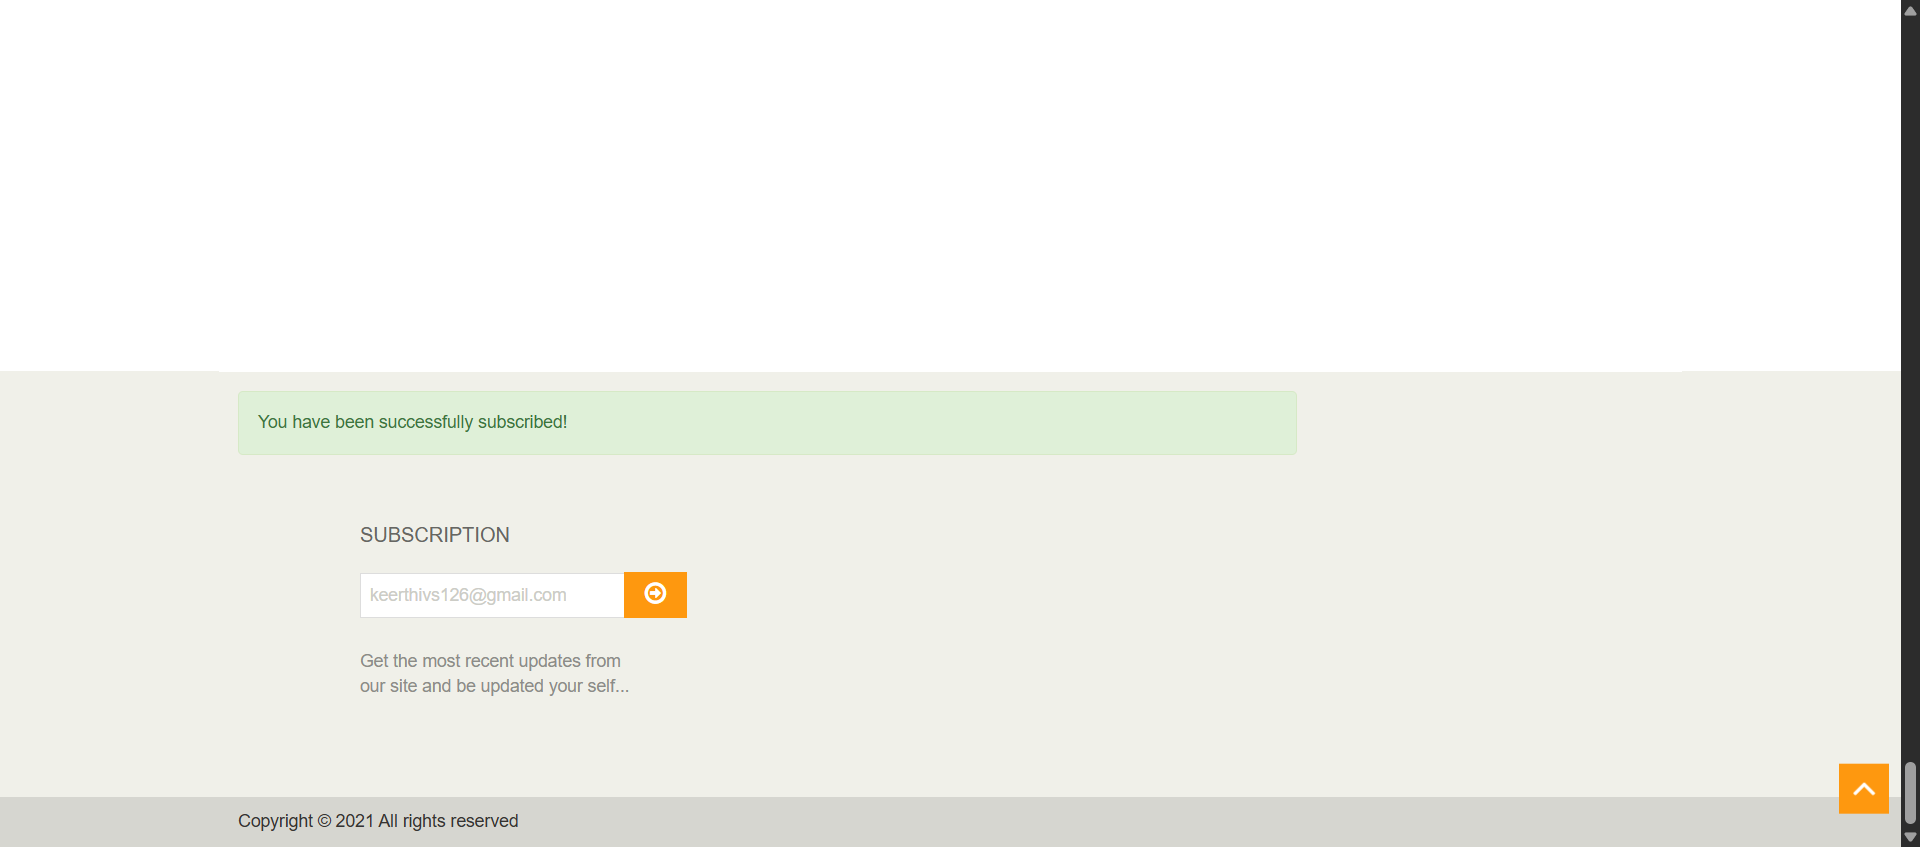 You have been successfully subscribed!
SUBSCRIPTION
keerthivs126@gmail.com
Get the most recent updates from
our site and be updated your self...
Copyright © 2021 All rights reserved